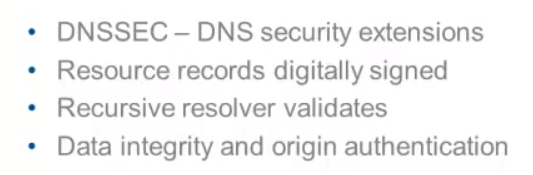 • DNSSEC – DNS security extensions
• Resource records digitally signed
• Recursive resolver validates
• Data integrity and origin authentication